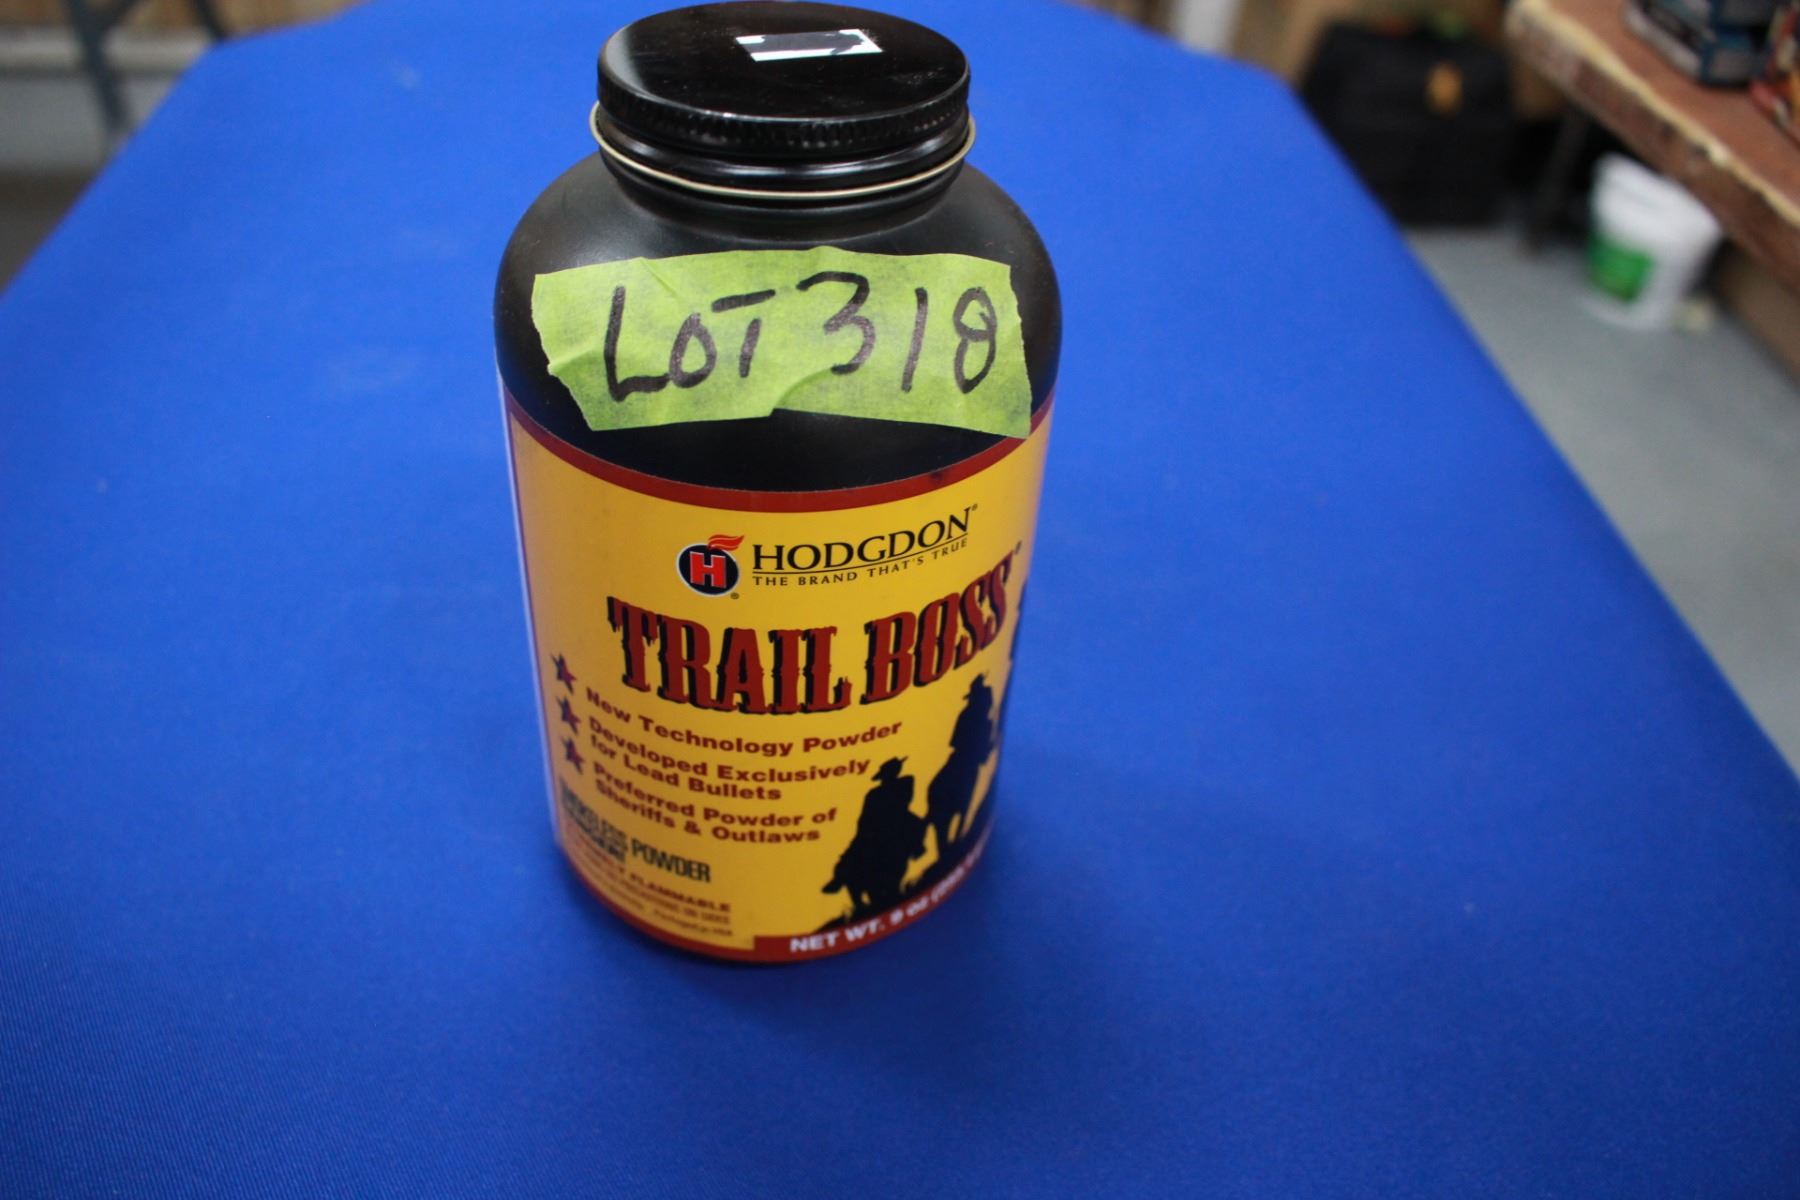 LOT 318
H HODGDON®
THE BRAND THAT'S TRUE
TRAIL BOSS®
New Technology Powder
Developed Exclusively
for Lead Bullets
Preferred Powder of
Sheriffs & Outlaws
POWDER
FLAMMABLE
NET WT. 9 oz